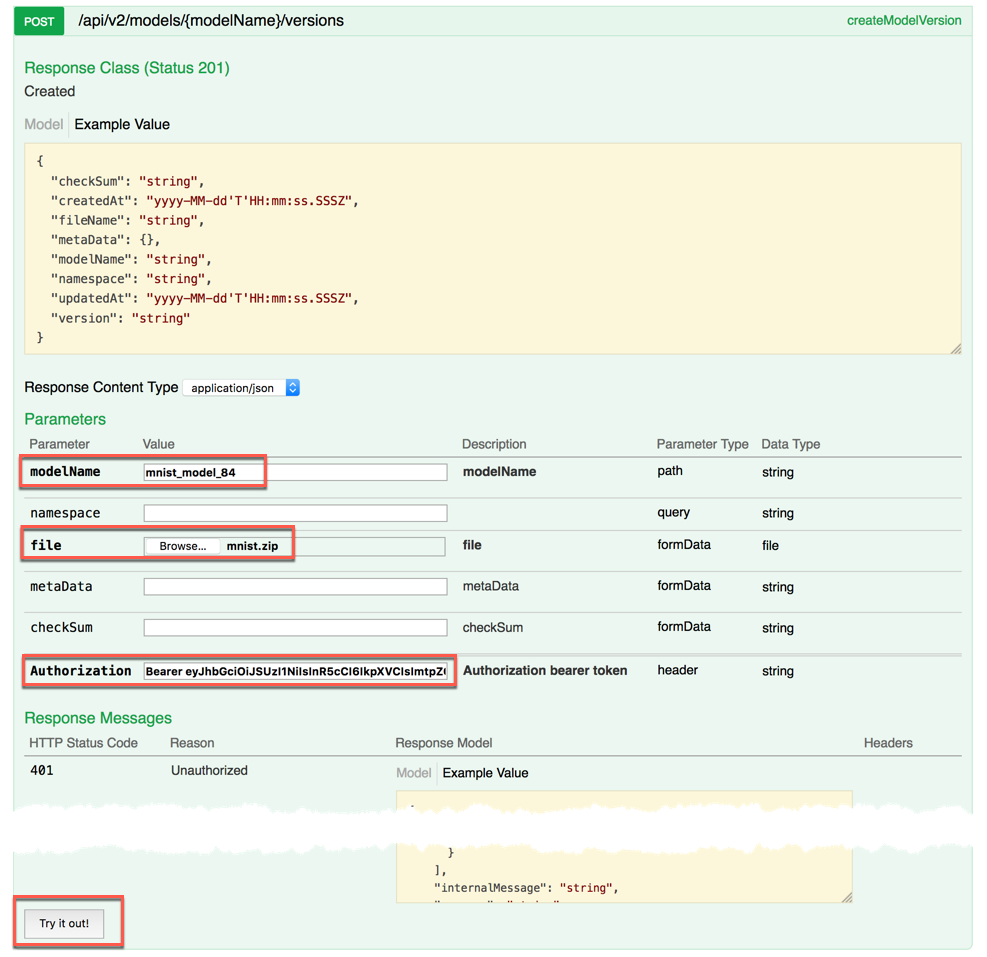 POST /api/v2/models/{modelName}/versions createModelVersion
Response Class (Status 201)
Created
Model Example Value
{
"checkSum": "string",
"createdAt": "yyyy-MM-dd'T'HH:mm:ss.SSSZ",
"fileName": "string",
"metaData": {},
"modelName": "string",
"namespace": "string",
"updatedAt": "yyyy-MM-dd'T'HH:mm:ss.SSSZ",
"version": "string"
}
Response Content Type application/json
Parameters
Parameter Value Description Parameter Type Data Type
modelName mnist_model_84 modelName path string
namespace query string
file Browse... mnist.zip file formData file
metaData metaData formData string
checkSum checkSum formData string
Authorization Bearer Authorization bearer token header string
Response Messages
HTTP Status Code Reason Response Model Headers
401 Unauthorized
Model Example Value
}
],
"internalMessage": "string",
Try it out!